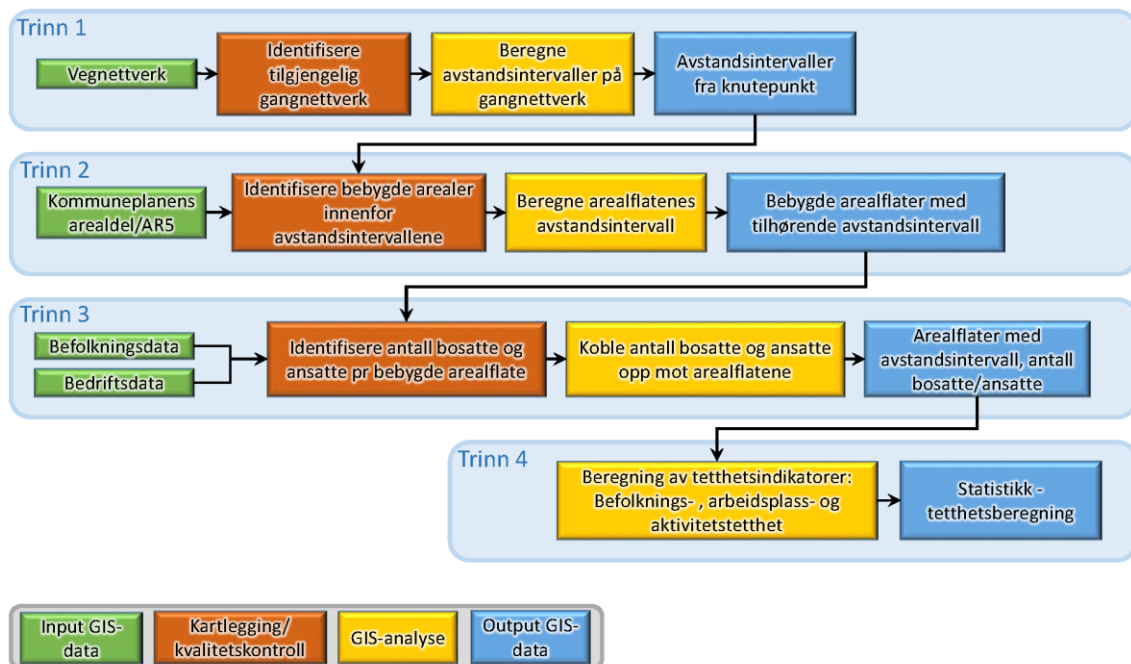 Trinn 1
Vegnettverk
Identifisere
tilgjengelig
gangnettverk
Beregne
avstandsintervaller på
gangnettverk
Avstandsintervaller
fra knutepunkt
Trinn 2
Kommuneplanens
arealdel/AR5
Identifisere bebygde arealer
innenfor
avstandsintervallene
Beregne arealflatenes
avstandsintervall
Bebygde arealflater med
tilhørende avstandsintervall
Trinn 3
Befolkningsdata
Bedriftsdata
Identifisere antall bosatte og
ansatte pr bebygde arealflate
Koble antall bosatte og ansatte
opp mot arealflatene
Arealflater med
avstandsintervall, antall
bosatte/ansatte
Trinn 4
Beregning av tetthetsindikatorer:
Befolknings- , arbeidsplass- og
aktivitetstetthet
Statistikk -
tetthetsberegning
Input GIS-
data
Kartlegging/
kvalitetskontroll
GIS-analyse
Output GIS-
data